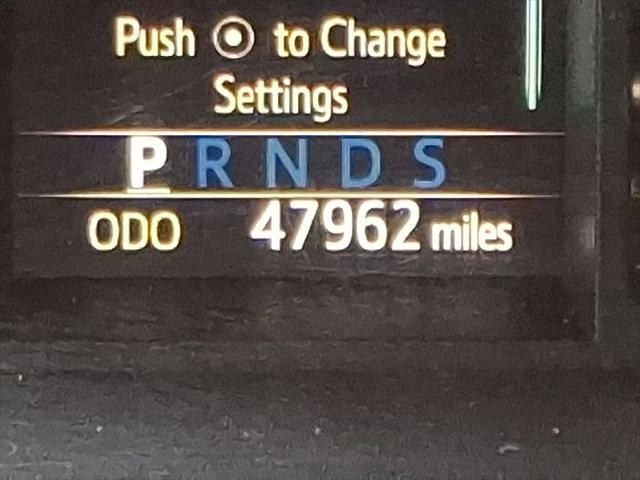 Push ⦿ to Change
Settings
P R N D S
ODO 47962 miles